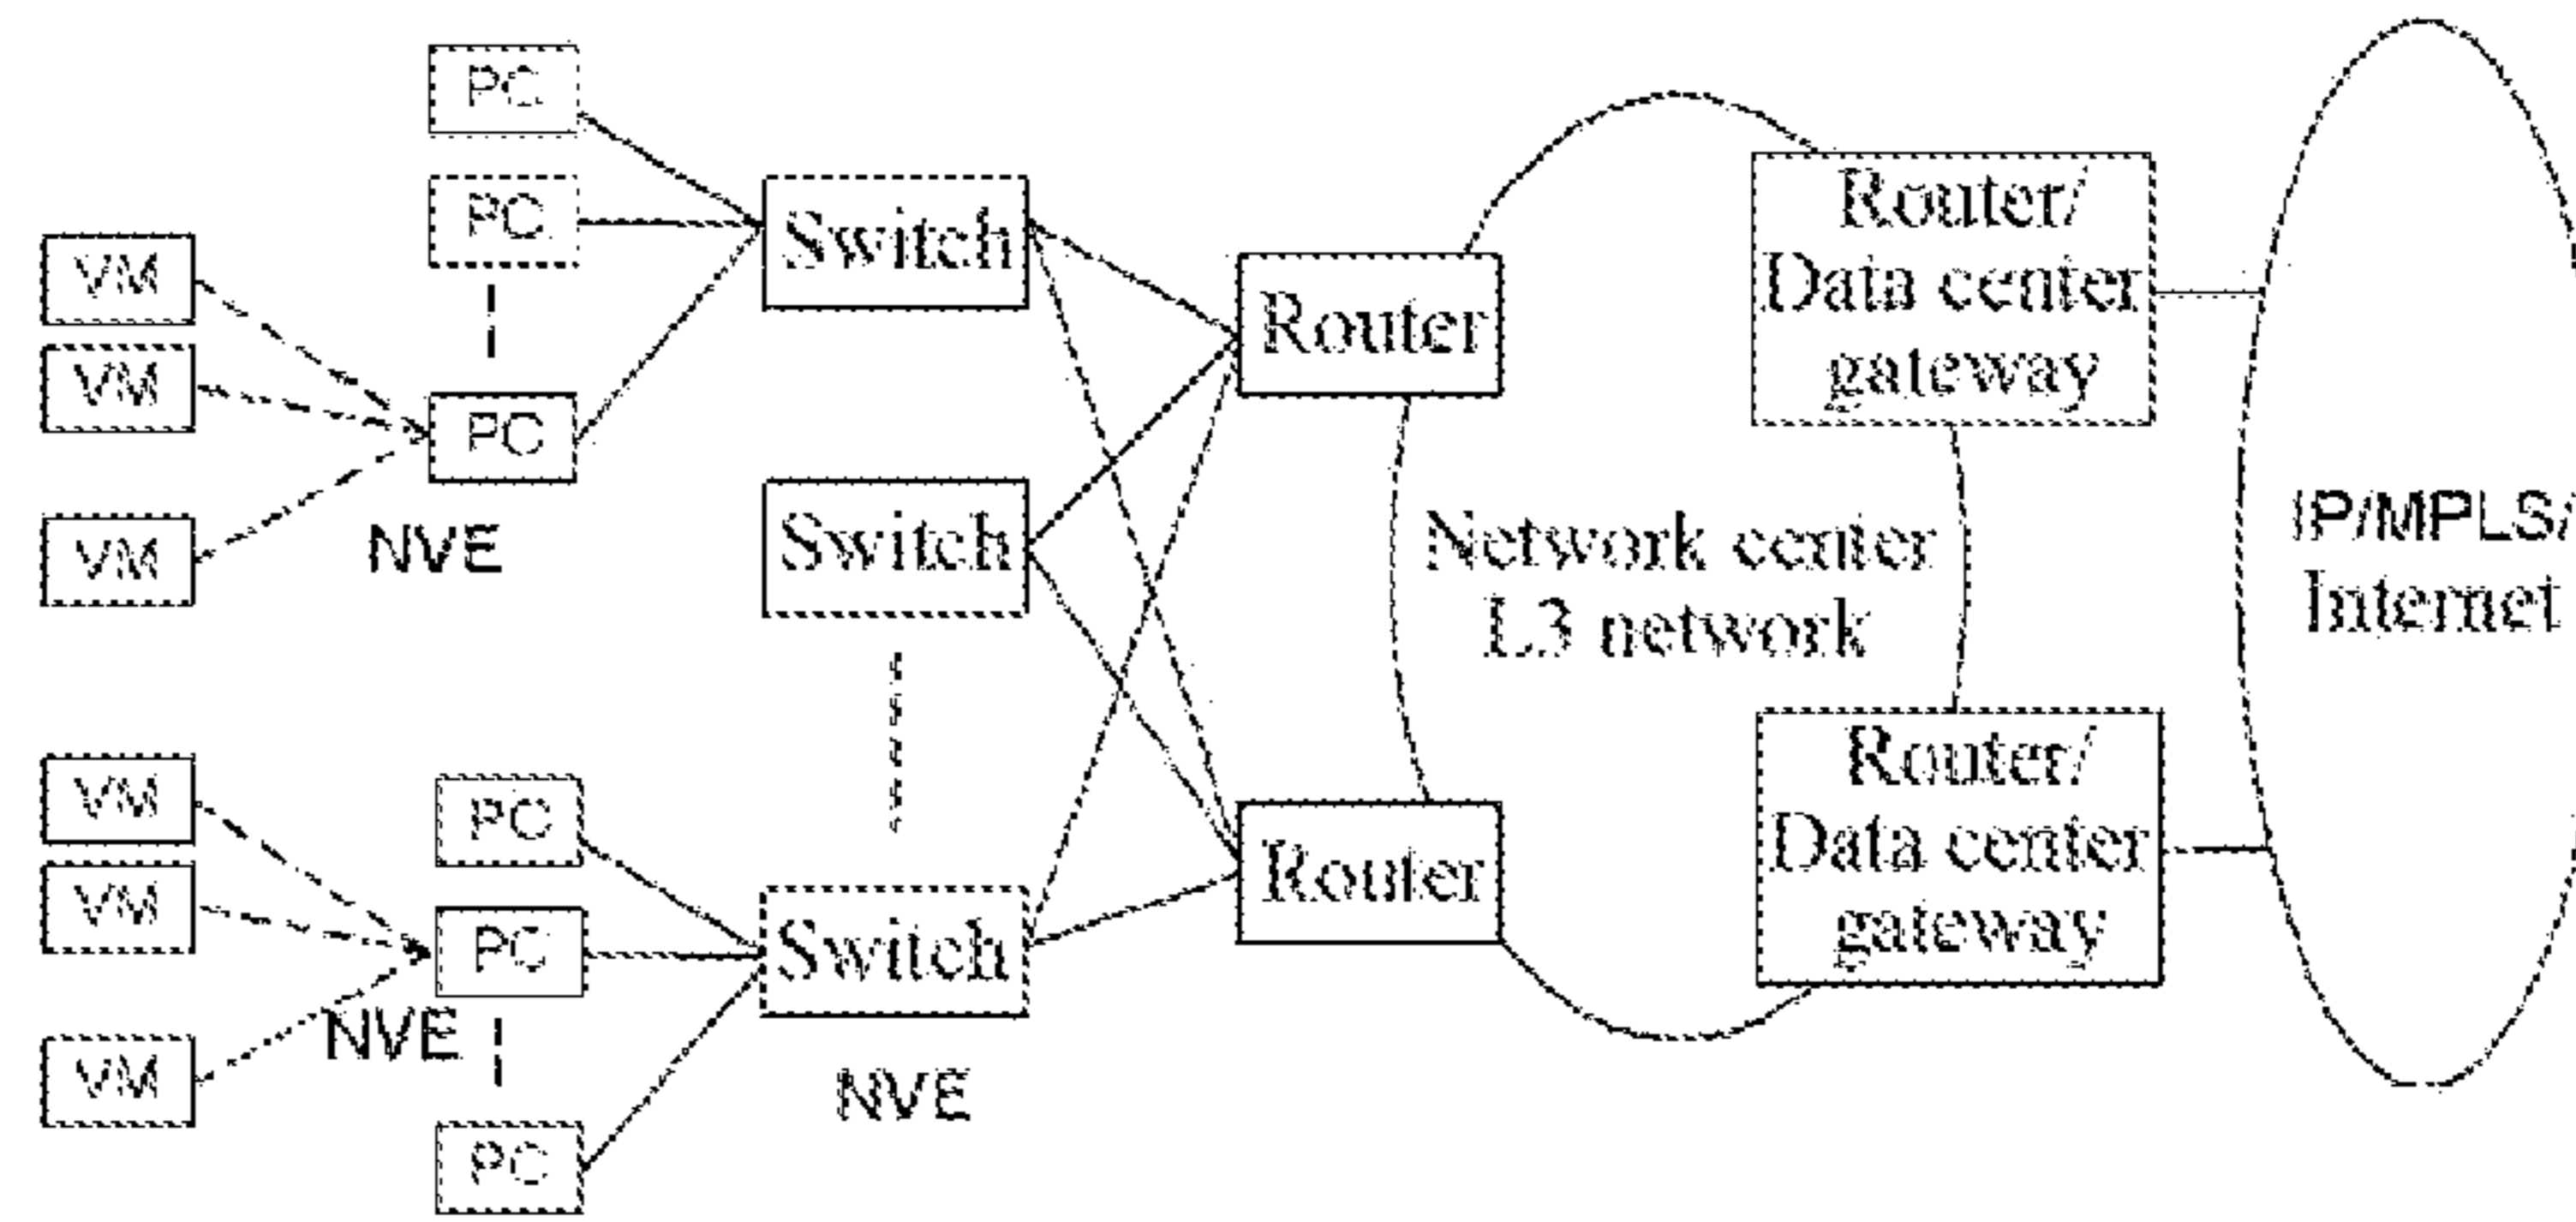 PC
PC
VM
VM
PC
VM
NVE
Switch
Switch
Router
Router/
Data center
gateway
Network center
L3 network
IP/MPLS/
Internet
VM
VM
VM
PC
PC
NVE
PC
Switch
NVE
Router
Router/
Data center
gateway